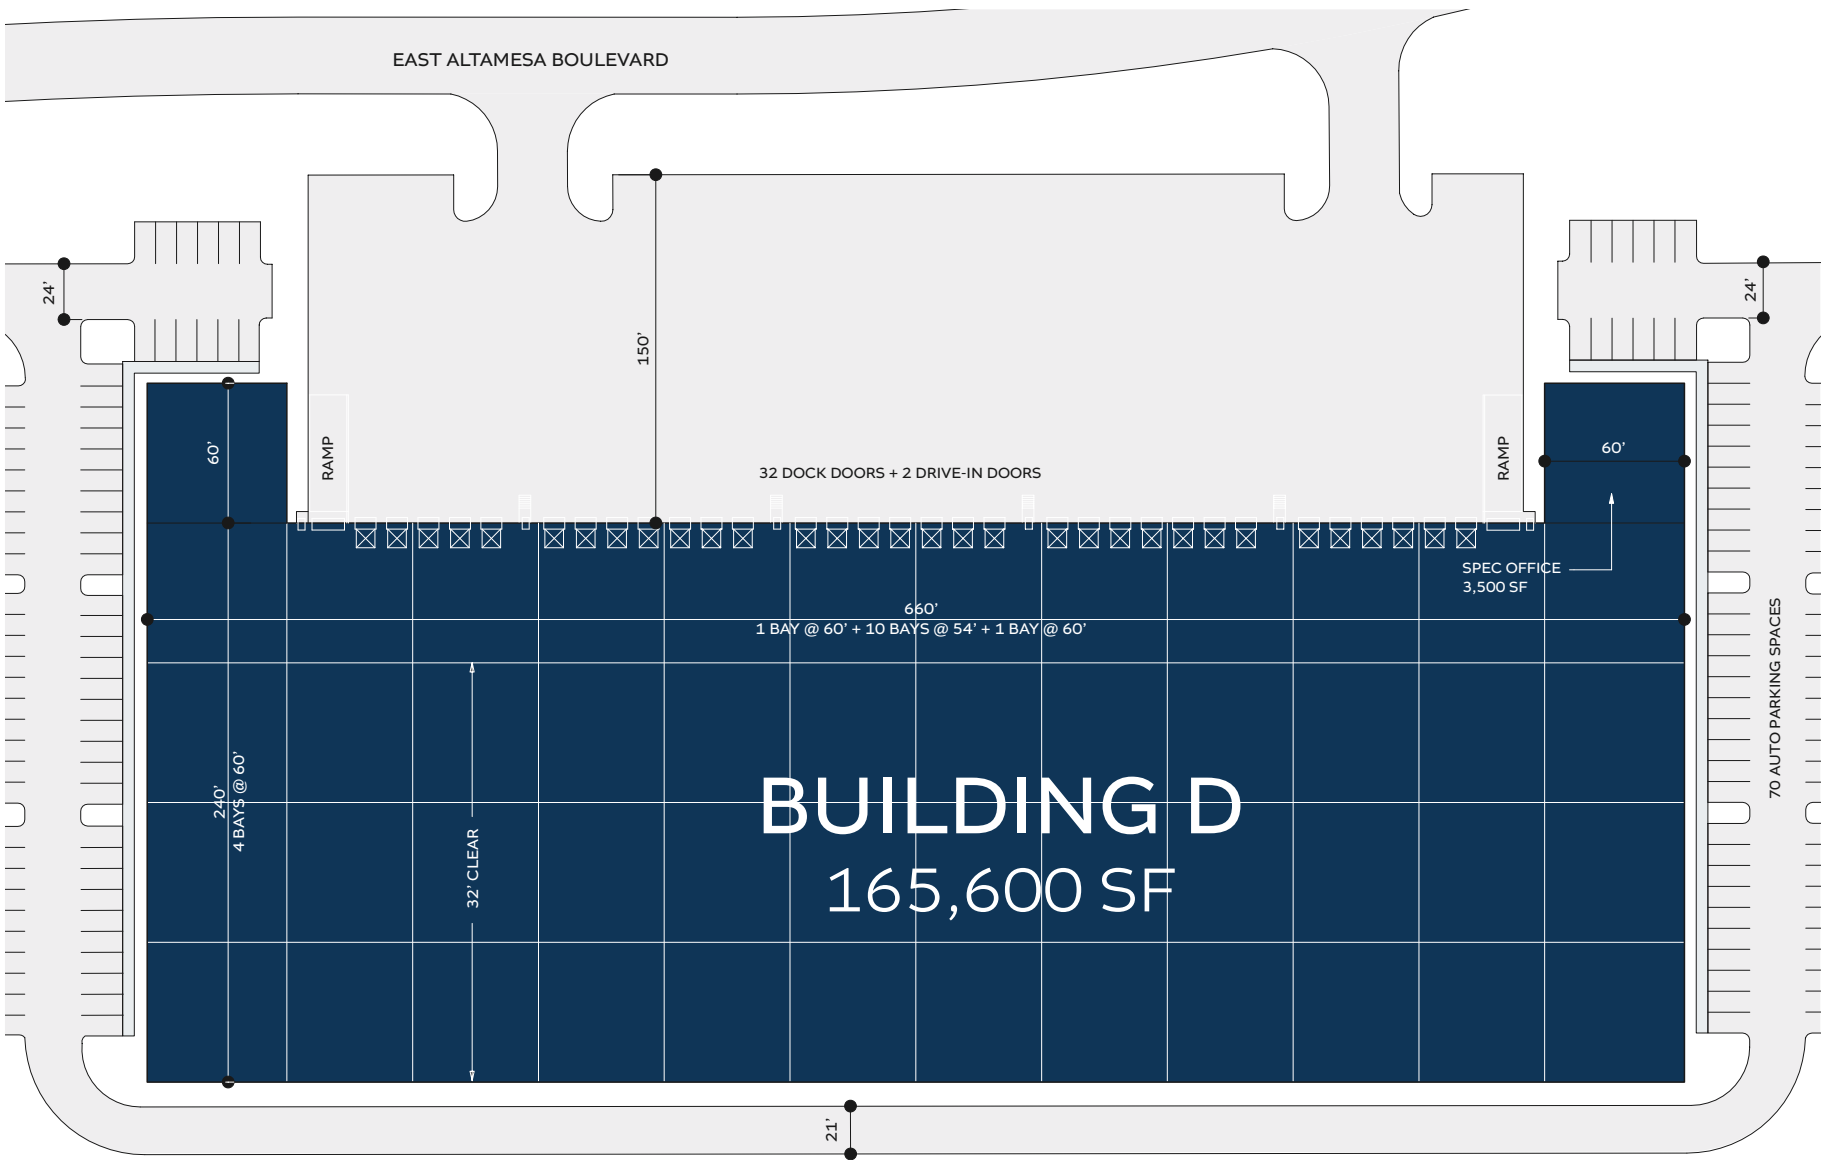 EAST ALTAMESA BOULEVARD
24'
24'
150'
60'
RAMP
32 DOCK DOORS + 2 DRIVE-IN DOORS
RAMP
60'
SPEC OFFICE
3,500 SF
660'
1 BAY @ 60' + 10 BAYS @ 54' + 1 BAY @ 60'
240'
4 BAYS @ 60'
32' CLEAR
BUILDING D
165,600 SF
70 AUTO PARKING SPACES
21'